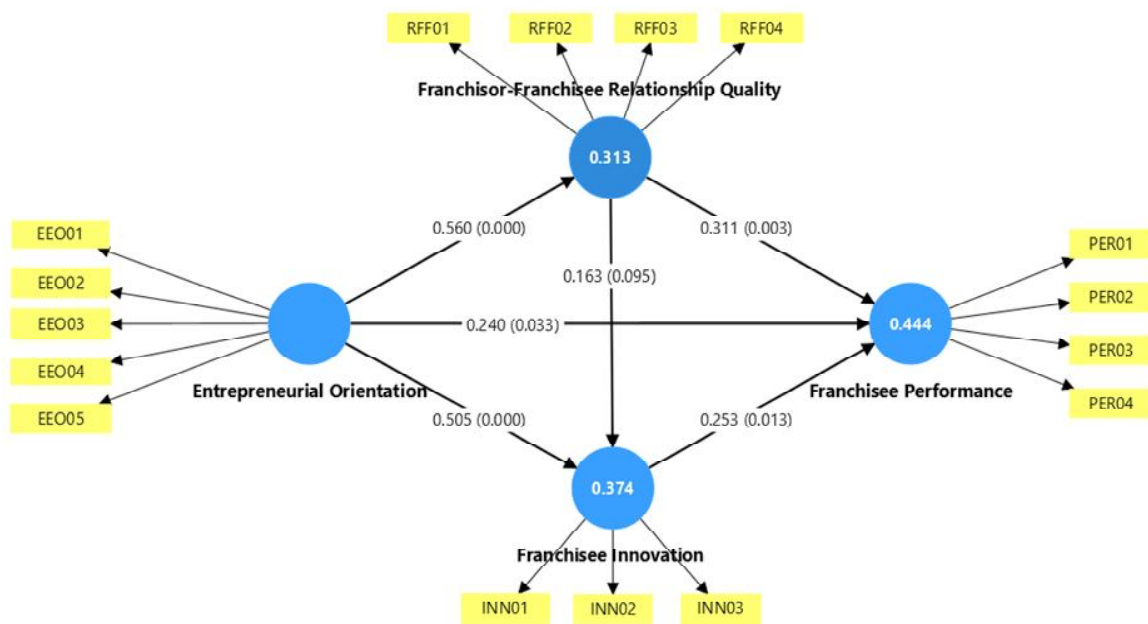 RFF01
RFF02
RFF03
RFF04
Franchisor-Franchisee Relationship Quality
0.313
EEO01
EEO02
EEO03
EEO04
EEO05
0.560 (0.000)
0.311 (0.003)
0.163 (0.095)
PER01
PER02
PER03
PER04
0.240 (0.033)
0.444
Entrepreneurial Orientation
Franchisee Performance
0.505 (0.000)
0.253 (0.013)
0.374
Franchisee Innovation
INN01
INN02
INN03